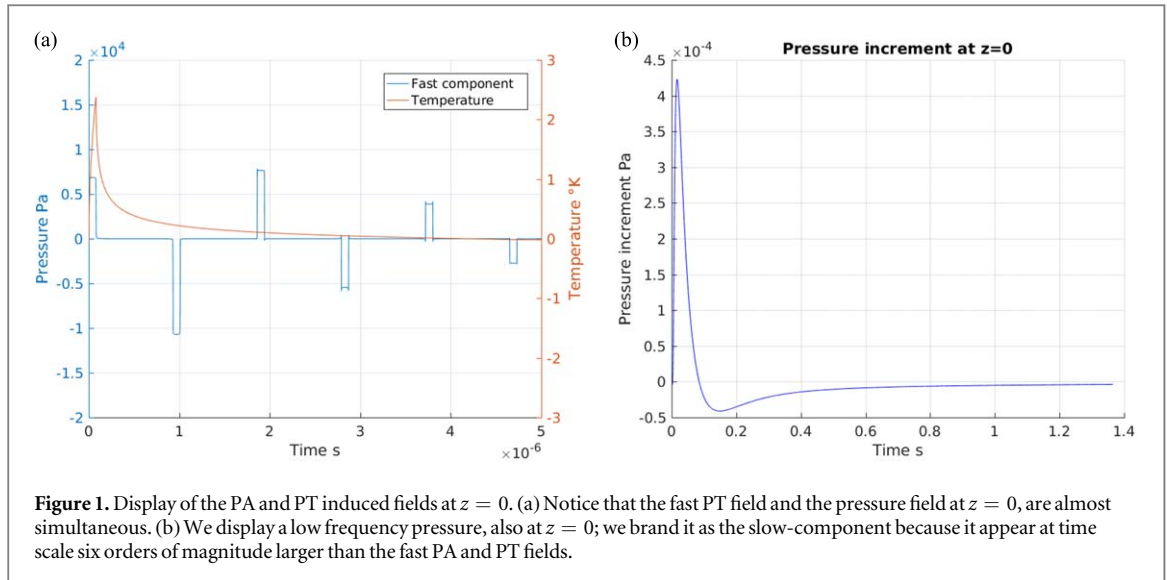 (a)
×10⁴
2
1.5
1
0.5
0
-0.5
-1
-1.5
-2
Pressure Pa
Fast component
Temperature
3
2
1
0
-1
-2
-3
Temperature °K
0 1 2 3 4 5
Time s
×10⁻⁶
(b)
×10⁻⁴
Pressure increment at z=0
4.5
4
3.5
3
2.5
2
1.5
1
0.5
0
-0.5
Pressure increment Pa
0 0.2 0.4 0.6 0.8 1 1.2 1.4
Time s
Figure 1. Display of the PA and PT induced fields at z = 0. (a) Notice that the fast PT field and the pressure field at z = 0, are almost
simultaneous. (b) We display a low frequency pressure, also at z = 0; we brand it as the slow-component because it appear at time
scale six orders of magnitude larger than the fast PA and PT fields.